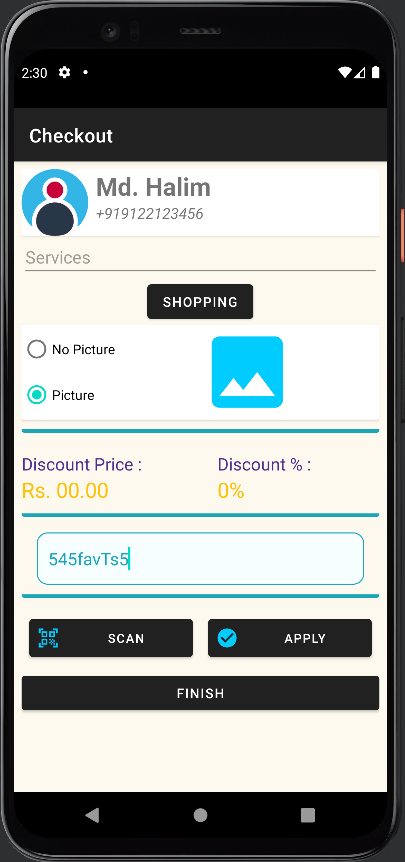 2:30
Checkout
Md. Halim
+919122123456
Services
SHOPPING
No Picture
Picture
Discount Price :
Discount % :
Rs. 00.00
0%
545favTs5
SCAN
APPLY
FINISH